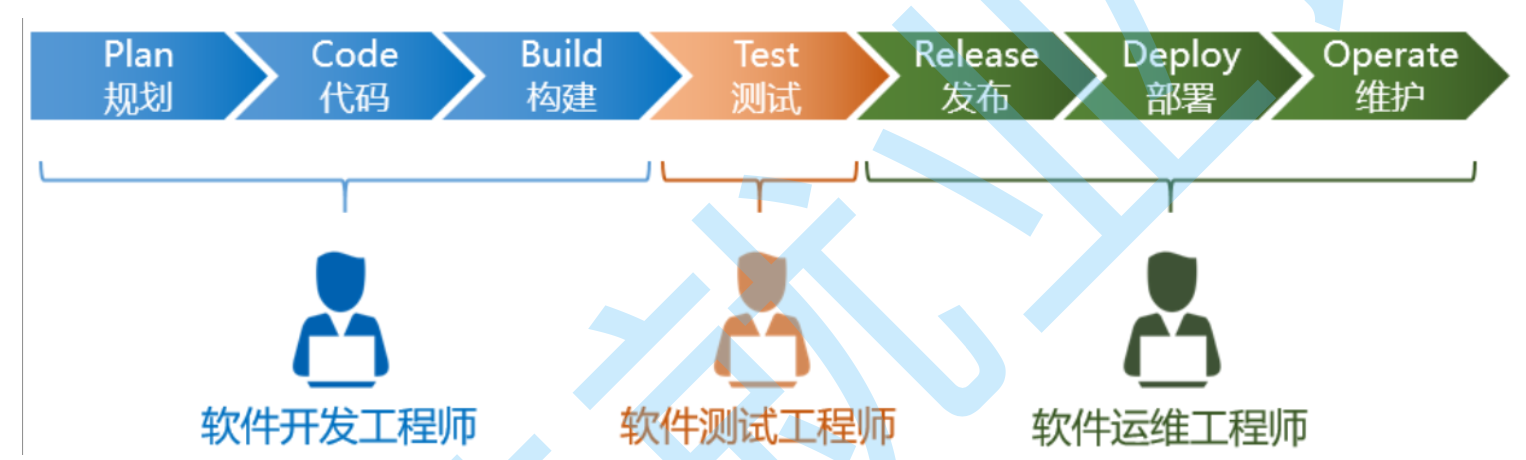 Plan
规划
Code
代码
Build
构建
Test
测试
Release
发布
Deploy
部署
Operate
维护
软件开发工程师
软件测试工程师
软件运维工程师
就业